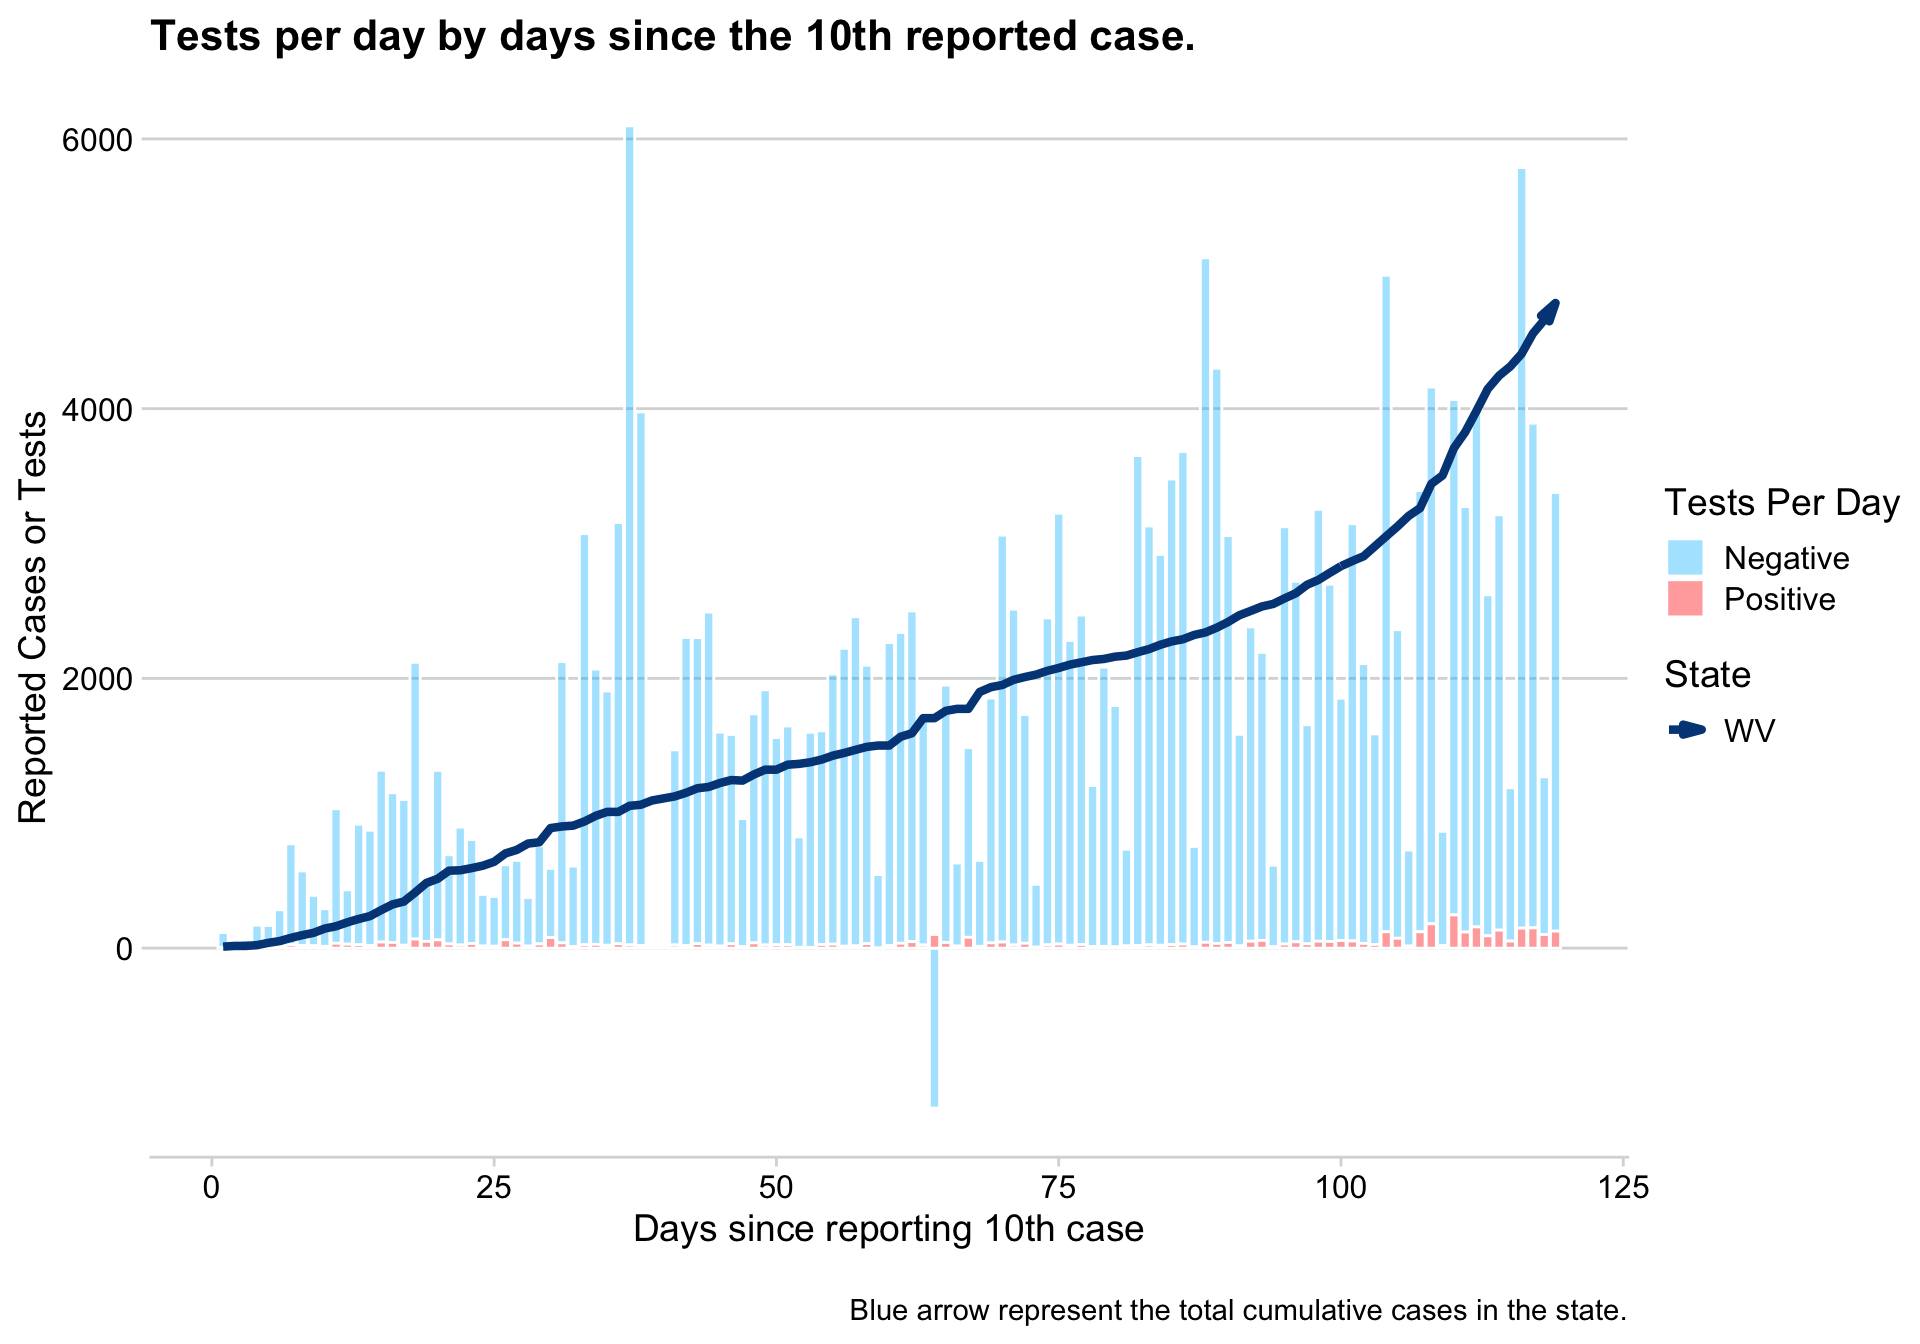 Tests per day by days since the 10th reported case.
6000
4000
2000
0
Reported Cases or Tests
0 25 50 75 100 125
Days since reporting 10th case
Tests Per Day
Negative
Positive
State
WV
Blue arrow represent the total cumulative cases in the state.